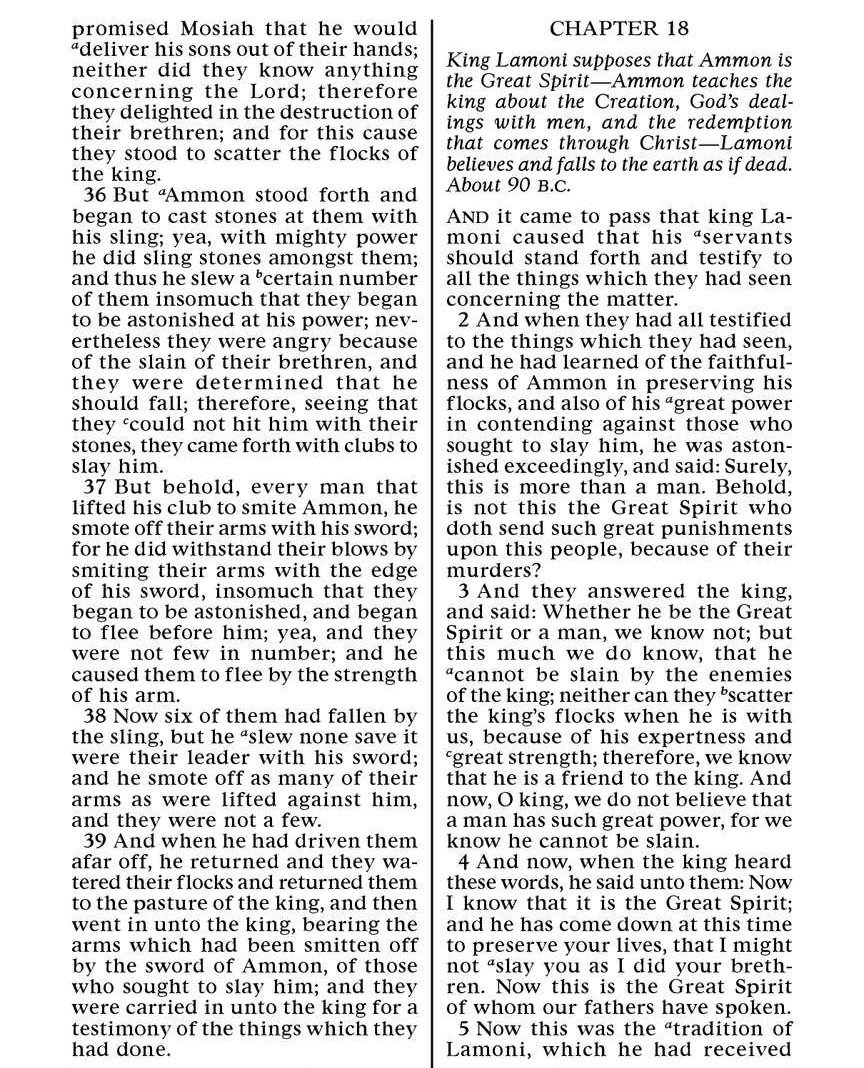 promised Mosiah that he would
ᵃdeliver his sons out of their hands;
neither did they know anything
concerning the Lord; therefore
they delighted in the destruction of
their brethren; and for this cause
they stood to scatter the flocks of
the king.
36 But ᵃAmmon stood forth and
began to cast stones at them with
his sling; yea, with mighty power
he did sling stones amongst them;
and thus he slew a ᵇcertain number
of them insomuch that they began
to be astonished at his power; nev-
ertheless they were angry because
of the slain of their brethren, and
they were determined that he
should fall; therefore, seeing that
they ᶜcould not hit him with their
stones, they came forth with clubs to
slay him.
37 But behold, every man that
lifted his club to smite Ammon, he
smote off their arms with his sword;
for he did withstand their blows by
smiting their arms with the edge
of his sword, insomuch that they
began to be astonished, and began
to flee before him; yea, and they
were not few in number; and he
caused them to flee by the strength
of his arm.
38 Now six of them had fallen by
the sling, but he ᵃslew none save it
were their leader with his sword;
and he smote off as many of their
arms as were lifted against him,
and they were not a few.
39 And when he had driven them
afar off, he returned and they wa-
tered their flocks and returned them
to the pasture of the king, and then
went in unto the king, bearing the
arms which had been smitten off
by the sword of Ammon, of those
who sought to slay him; and they
were carried in unto the king for a
testimony of the things which they
had done.
CHAPTER 18
King Lamoni supposes that Ammon is
the Great Spirit—Ammon teaches the
king about the Creation, God's deal-
ings with men, and the redemption
that comes through Christ—Lamoni
believes and falls to the earth as if dead.
About 90 B.C.
AND it came to pass that king La-
moni caused that his ᵃservants
should stand forth and testify to
all the things which they had seen
concerning the matter.
2 And when they had all testified
to the things which they had seen,
and he had learned of the faithful-
ness of Ammon in preserving his
flocks, and also of his ᵃgreat power
in contending against those who
sought to slay him, he was aston-
ished exceedingly, and said: Surely,
this is more than a man. Behold,
is not this the Great Spirit who
doth send such great punishments
upon this people, because of their
murders?
3 And they answered the king,
and said: Whether he be the Great
Spirit or a man, we know not; but
this much we do know, that he
ᵃcannot be slain by the enemies
of the king; neither can they ᵇscatter
the king's flocks when he is with
us, because of his expertness and
ᶜgreat strength; therefore, we know
that he is a friend to the king. And
now, O king, we do not believe that
a man has such great power, for we
know he cannot be slain.
4 And now, when the king heard
these words, he said unto them: Now
I know that it is the Great Spirit;
and he has come down at this time
to preserve your lives, that I might
not ᵃslay you as I did your breth-
ren. Now this is the Great Spirit
of whom our fathers have spoken.
5 Now this was the ᵃtradition of
Lamoni, which he had received